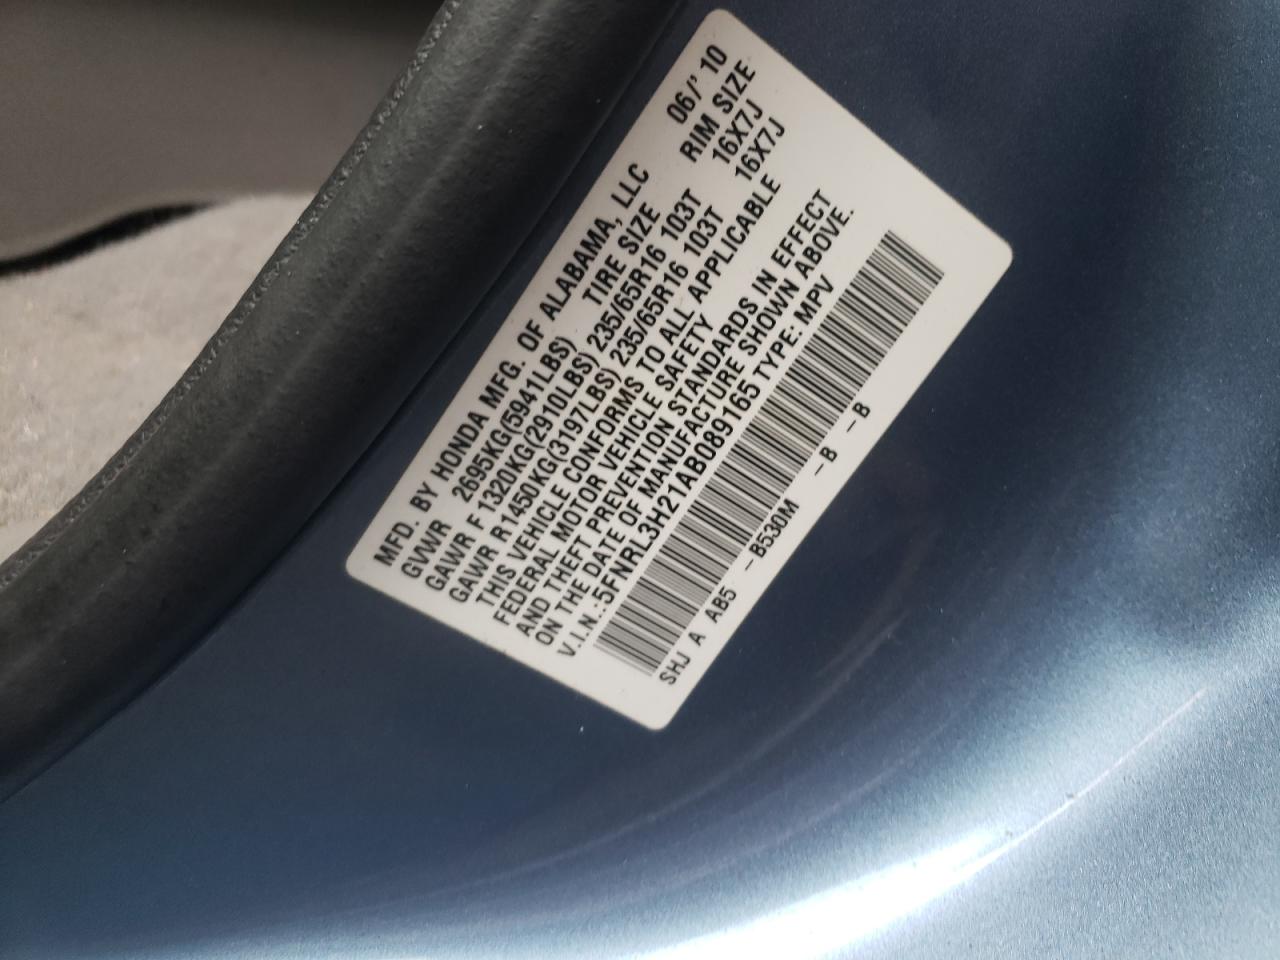 MFD. BY HONDA MFG. OF ALABAMA, LLC 06/'10
GVWR 2695KG(5941LBS) TIRE SIZE RIM SIZE
GAWR F 1320KG(2910LBS) 235/65R16 103T 16X7J
GAWR R 1450KG(3197LBS) 235/65R16 103T 16X7J
THIS VEHICLE CONFORMS TO ALL APPLICABLE
FEDERAL MOTOR VEHICLE SAFETY
AND THEFT PREVENTION STANDARDS IN EFFECT
ON THE DATE OF MANUFACTURE SHOWN ABOVE.
V.I.N.:5FNRL3H21AB089165 TYPE: MPV
SHJ A AB5 -B530M -B -B